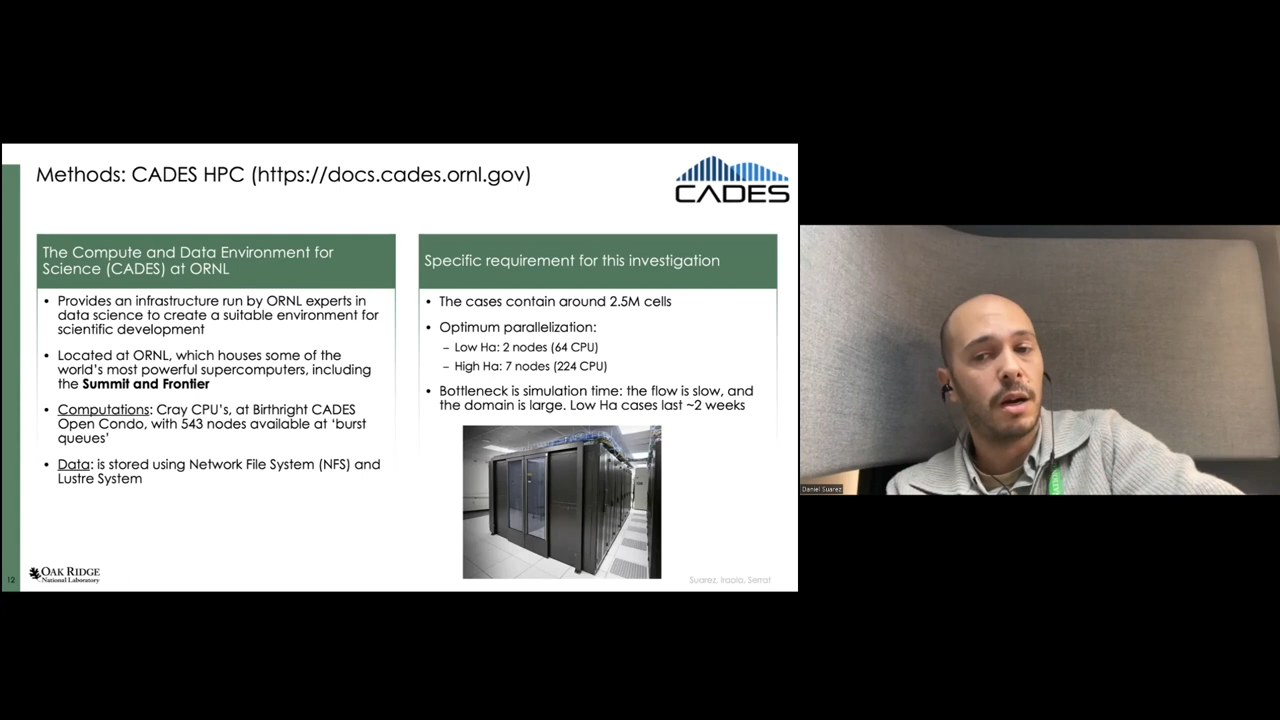 Methods: CADES HPC (https://docs.cades.ornl.gov)
CADES
The Compute and Data Environment for
Science (CADES) at ORNL
• Provides an infrastructure run by ORNL experts in
data science to create a suitable environment for
scientific development
• Located at ORNL, which houses some of the
world's most powerful supercomputers, including
the Summit and Frontier
• Computations: Cray CPU's, at Birthright CADES
Open Condo, with 543 nodes available at 'burst
queues'
• Data: is stored using Network File System (NFS) and
Lustre System
Specific requirement for this investigation
• The cases contain around 2.5M cells
• Optimum parallelization:
– Low Ha: 2 nodes (64 CPU)
– High Ha: 7 nodes (224 CPU)
• Bottleneck is simulation time: the flow is slow, and
the domain is large. Low Ha cases last ~2 weeks
12
OAK RIDGE
National Laboratory
Suarez, Iraola, Serrat
Daniel Suarez